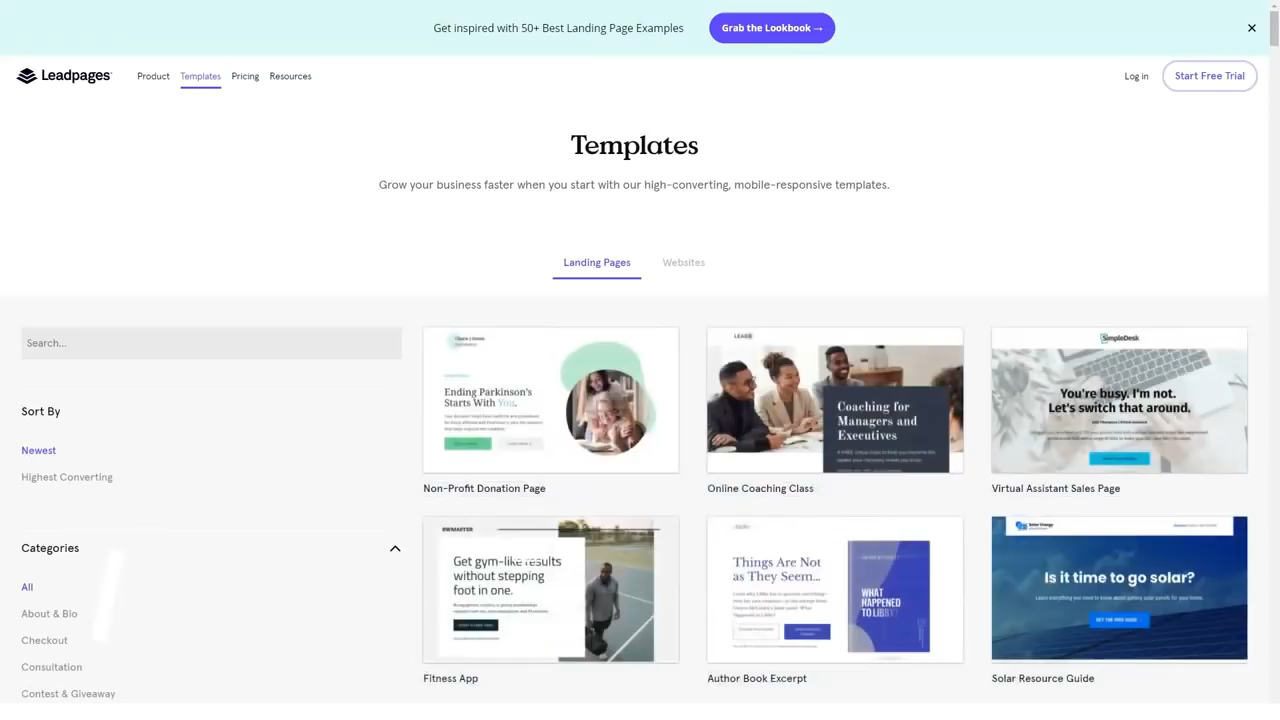 Get inspired with 50+ Best Landing Page Examples
Grab the Lookbook →
Leadpages
Product
Templates
Pricing
Resources
Log in
Start Free Trial
Templates
Grow your business faster when you start with our high-converting, mobile-responsive templates.
Landing Pages
Websites
Search...
Sort By
Newest
Highest Converting
Categories
All
About & Bio
Checkout
Consultation
Contest & Giveaway
Ending Parkinson's
Starts With You.
Non-Profit Donation Page
Coaching for
Managers and
Executives
Online Coaching Class
SimpleDesk
You're busy. I'm not.
Let's switch that around.
Virtual Assistant Sales Page
Get gym-like results
without stepping
foot in one.
Fitness App
Things Are Not
as They Seem...
WHAT
HAPPENED
TO LIBBY?
Author Book Excerpt
Solar Energy
Is it time to go solar?
GET THE FREE GUIDE
Solar Resource Guide